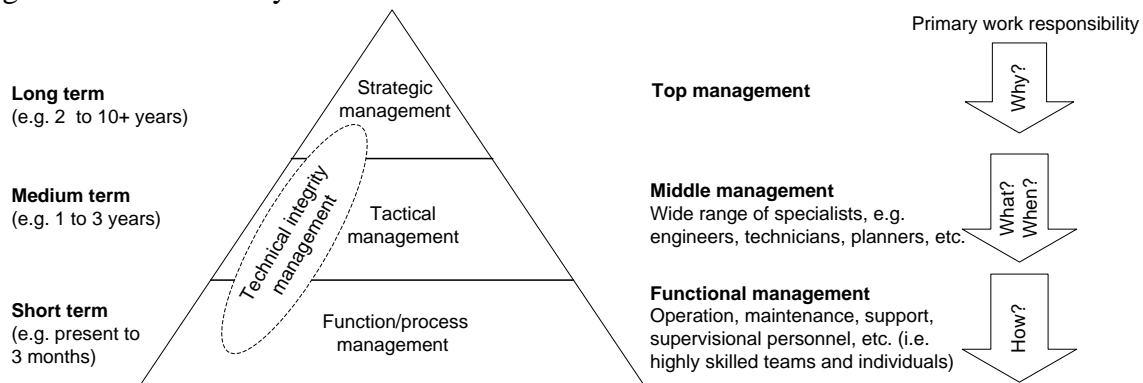 Primary work responsibility
Long term
(e.g. 2 to 10+ years)
Strategic
management
Top management
Why?
Medium term
(e.g. 1 to 3 years)
Technical integrity
management
Tactical
management
Middle management
Wide range of specialists, e.g.
engineers, technicians, planners, etc.
What?
When?
Short term
(e.g. present to
3 months)
Function/process
management
Functional management
Operation, maintenance, support,
supervisional personnel, etc. (i.e.
highly skilled teams and individuals)
How?